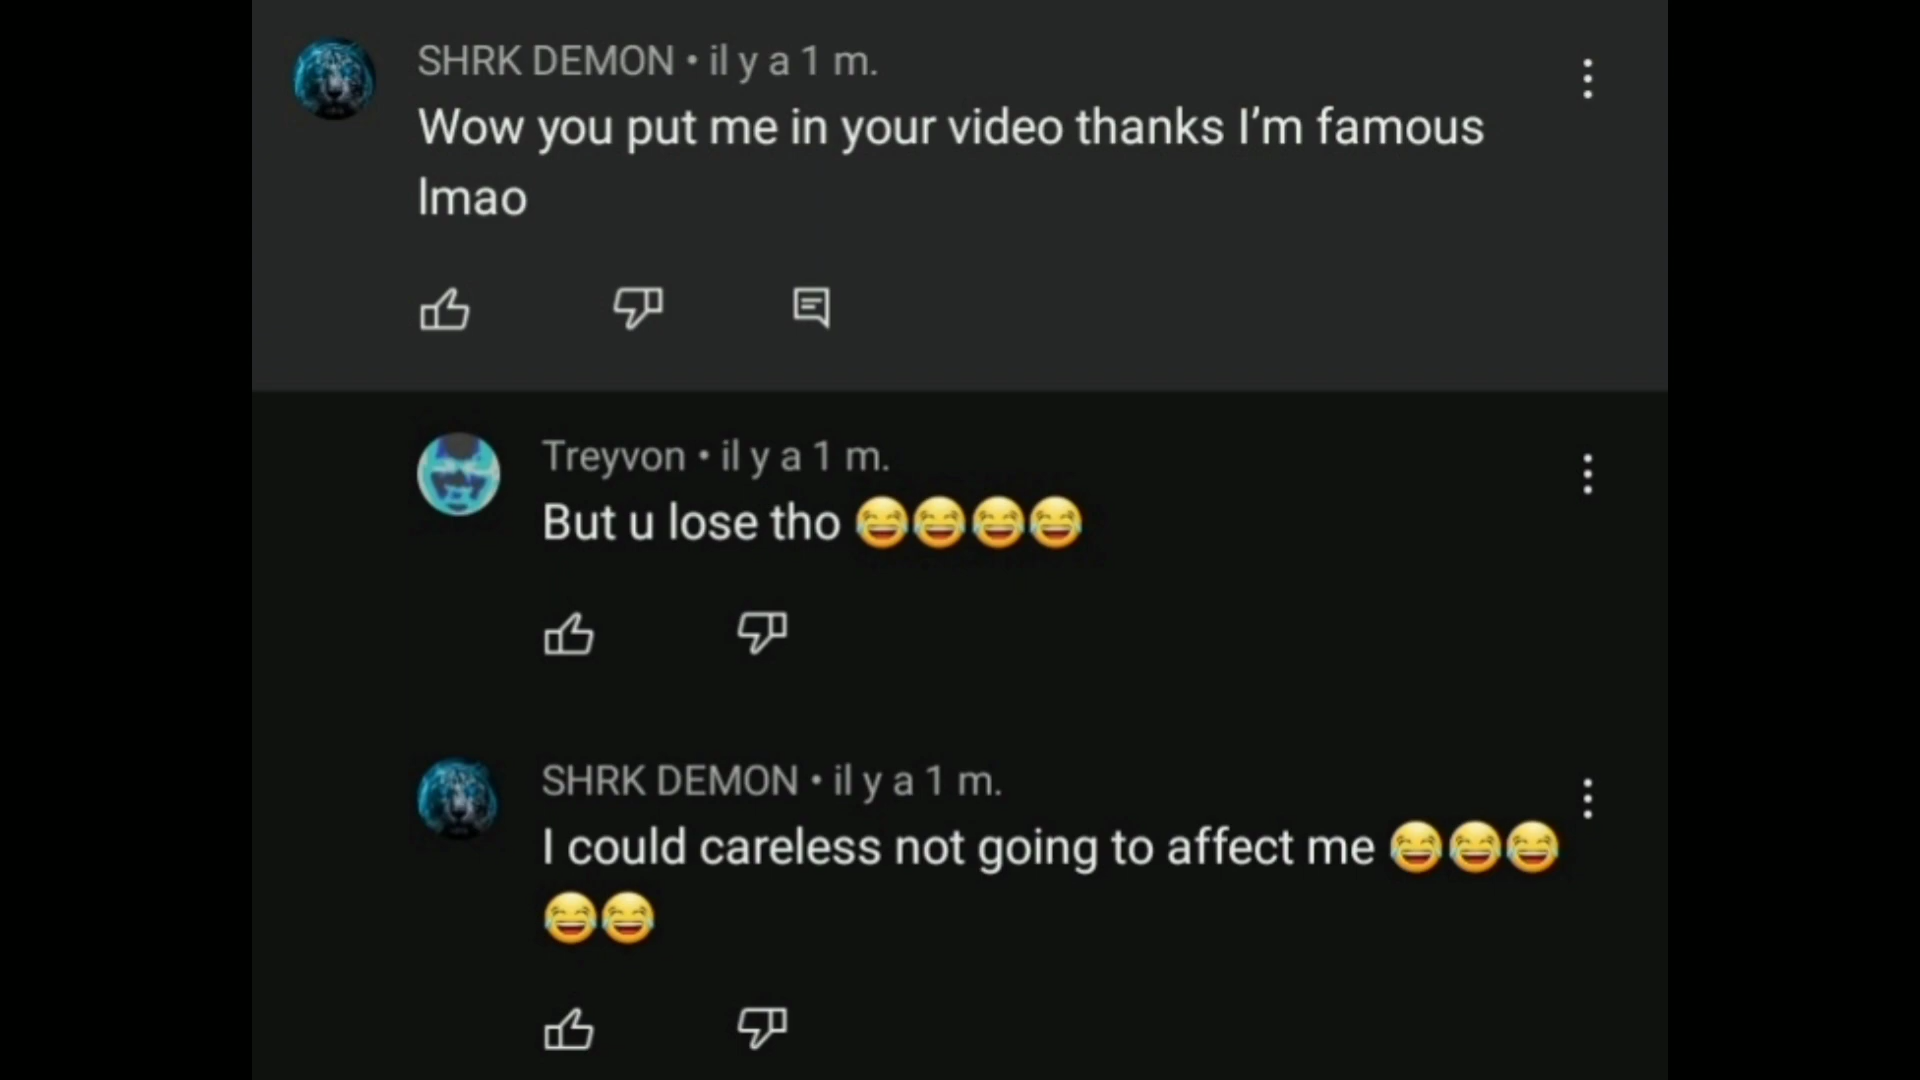 SHRK DEMON • il y a 1 m.
Wow you put me in your video thanks I’m famous
lmao
Treyvon • il y a 1 m.
But u lose tho 😂😂😂😂
SHRK DEMON • il y a 1 m.
I could careless not going to affect me 😂😂😂
😂😂